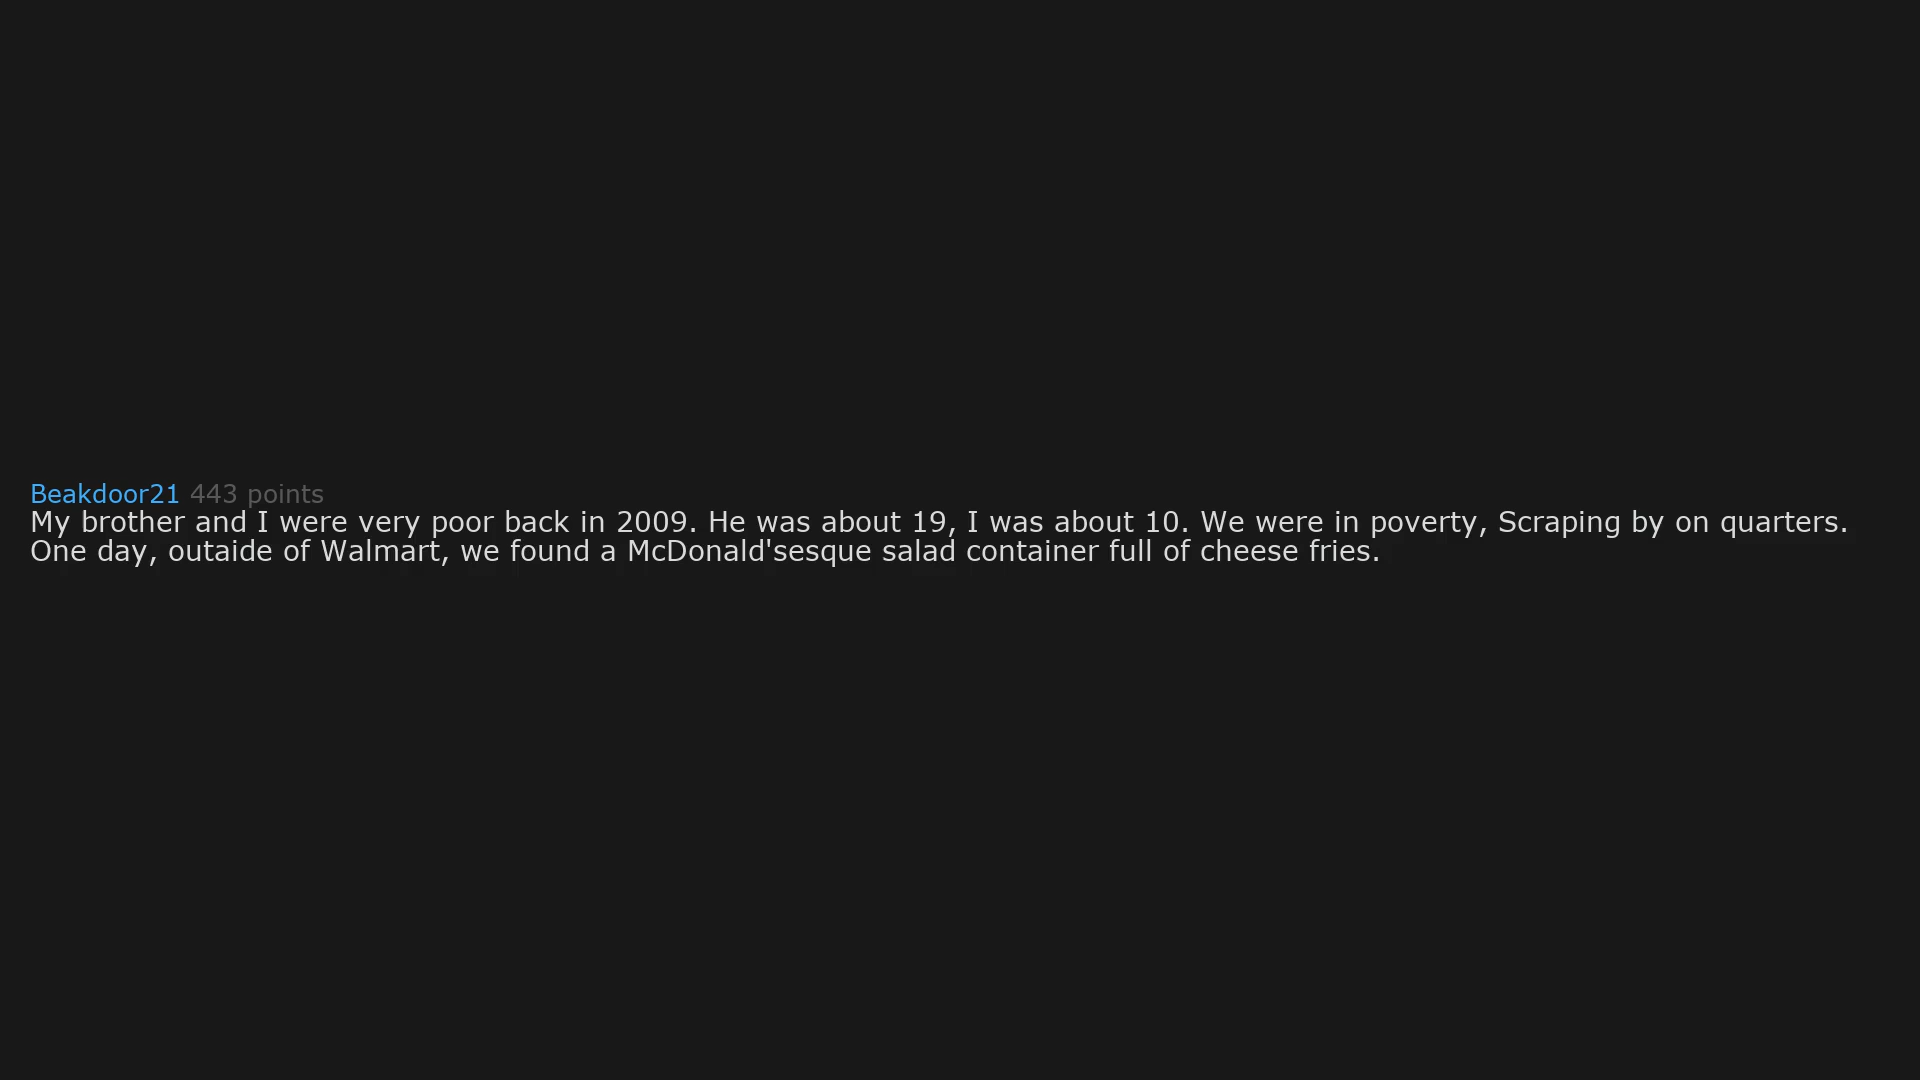 Beakdoor21 443 points
My brother and I were very poor back in 2009. He was about 19, I was about 10. We were in poverty, Scraping by on quarters.
One day, outaide of Walmart, we found a McDonald'sesque salad container full of cheese fries.